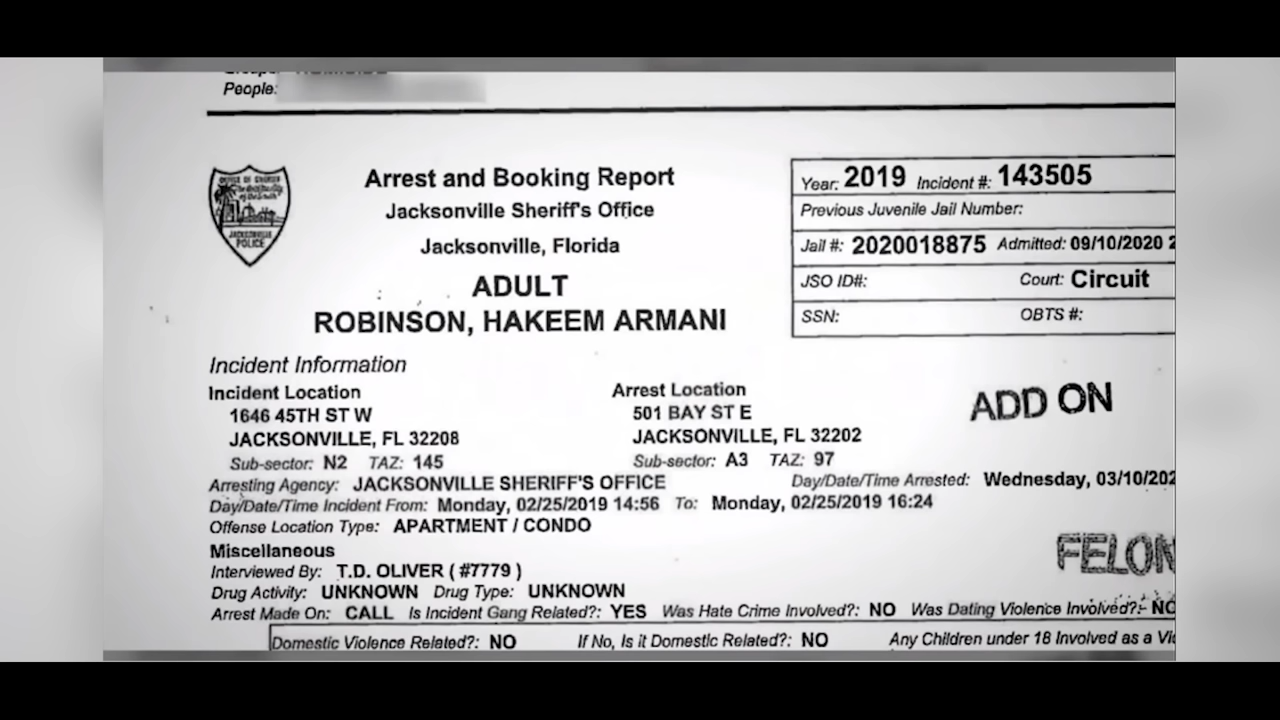 People:
OFFICE OF SHERIFF
JACKSONVILLE
POLICE
Arrest and Booking Report
Jacksonville Sheriff's Office
Jacksonville, Florida
ADULT
ROBINSON, HAKEEM ARMANI
Year: 2019 Incident #: 143505
Previous Juvenile Jail Number:
Jail #: 2020018875 Admitted: 09/10/2020 2
JSO ID#: Court: Circuit
SSN: OBTS #:
Incident Information
Incident Location
1646 45TH ST W
JACKSONVILLE, FL 32208
Sub-sector: N2 TAZ: 145
Arrest Location
501 BAY ST E
JACKSONVILLE, FL 32202
Sub-sector: A3 TAZ: 97
ADD ON
Arresting Agency: JACKSONVILLE SHERIFF'S OFFICE Day/Date/Time Arrested: Wednesday, 03/10/202
Day/Date/Time Incident From: Monday, 02/25/2019 14:56 To: Monday, 02/25/2019 16:24
Offense Location Type: APARTMENT / CONDO
FELON
Miscellaneous
Interviewed By: T.D. OLIVER ( #7779 )
Drug Activity: UNKNOWN Drug Type: UNKNOWN
Arrest Made On: CALL Is Incident Gang Related?: YES Was Hate Crime Involved?: NO Was Dating Violence Involved?: NO
Domestic Violence Related?: NO If No, Is it Domestic Related?: NO Any Children under 18 Involved as a Vi